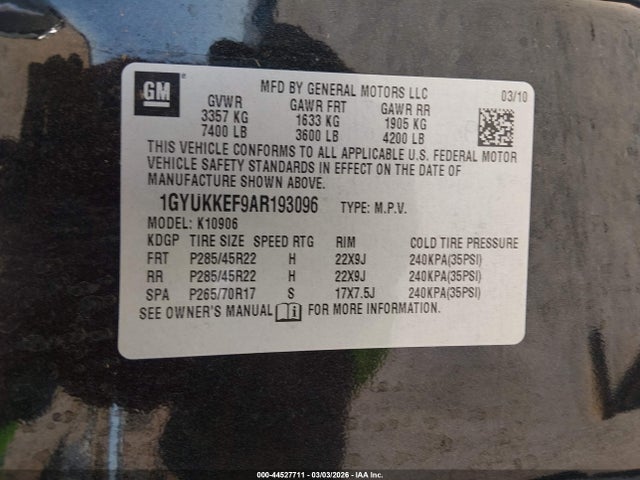 GM
MFD BY GENERAL MOTORS LLC 03/10
GVWR GAWR FRT GAWR RR
3357 KG 1633 KG 1905 KG
7400 LB 3600 LB 4200 LB
THIS VEHICLE CONFORMS TO ALL APPLICABLE U.S. FEDERAL MOTOR
VEHICLE SAFETY STANDARDS IN EFFECT ON THE DATE OF
MANUFACTURE SHOWN ABOVE.
1GYUKKEF9AR193096 TYPE: M.P.V.
MODEL: K10906
KDGP TIRE SIZE SPEED RTG RIM COLD TIRE PRESSURE
FRT P285/45R22 H 22X9J 240KPA(35PSI)
RR P285/45R22 H 22X9J 240KPA(35PSI)
SPA P265/70R17 S 17X7.5J 240KPA(35PSI)
SEE OWNER'S MANUAL FOR MORE INFORMATION.
000-44527711 - 03/03/2026 - IAA Inc.